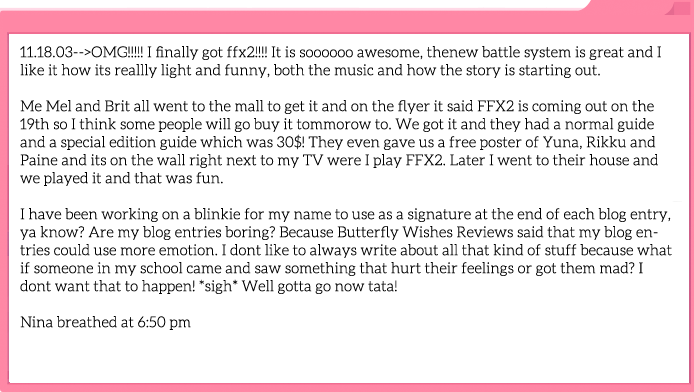 11.18.03-->OMG!!!!! I finally got ffx2!!!! It is soooooo awesome, thenew battle system is great and I
like it how its reallly light and funny, both the music and how the story is starting out.
Me Mel and Brit all went to the mall to get it and on the flyer it said FFX2 is coming out on the
19th so I think some people will go buy it tommorow to. We got it and they had a normal guide
and a special edition guide which was 30$! They even gave us a free poster of Yuna, Rikku and
Paine and its on the wall right next to my TV were I play FFX2. Later I went to their house and
we played it and that was fun.
I have been working on a blinkie for my name to use as a signature at the end of each blog entry,
ya know? Are my blog entries boring? Because Butterfly Wishes Reviews said that my blog en-
tries could use more emotion. I dont like to always write about all that kind of stuff because what
if someone in my school came and saw something that hurt their feelings or got them mad? I
dont want that to happen! *sigh* Well gotta go now tata!
Nina breathed at 6:50 pm